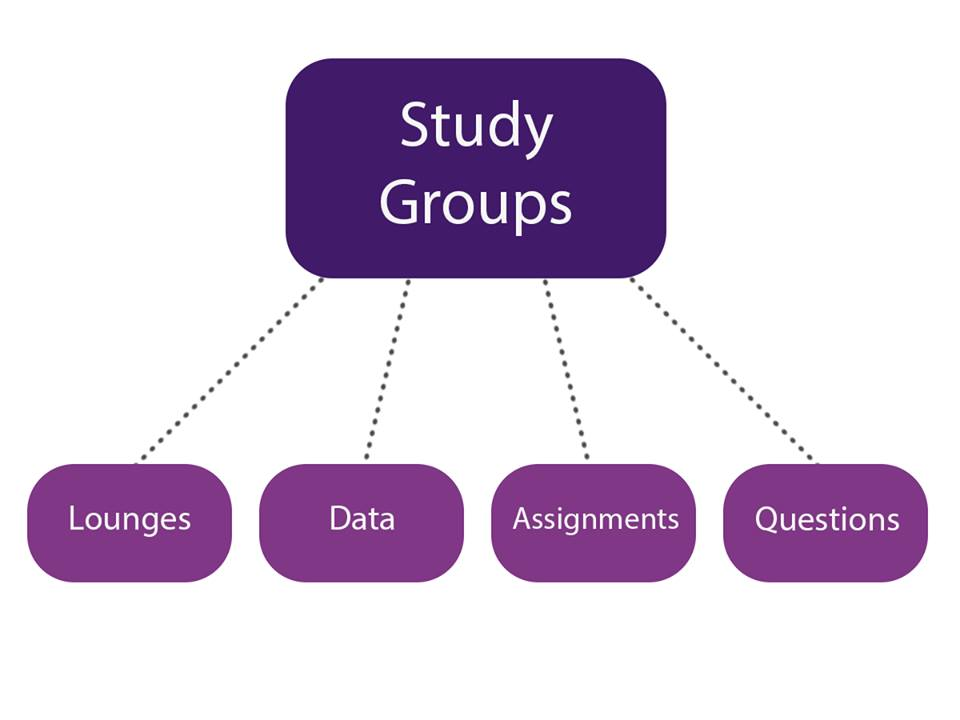 Study
Groups
Lounges
Data
Assignments
Questions